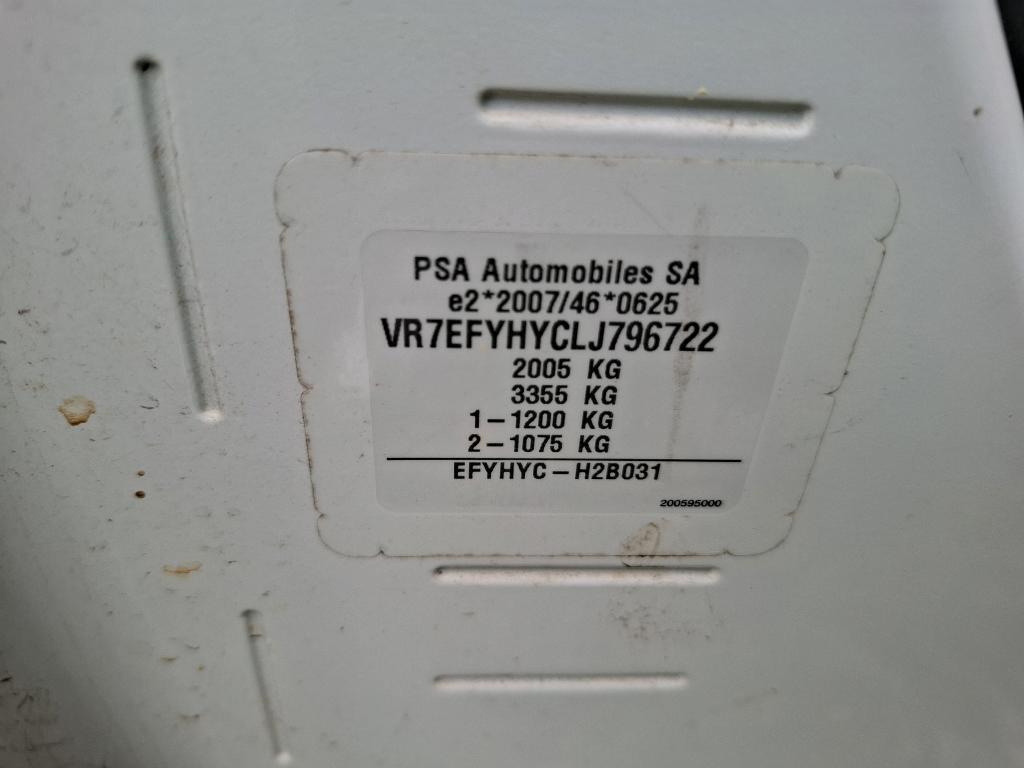 PSA Automobiles SA
e2*2007/46*0625
VR7EFYHYCLJ796722
2005 KG
3355 KG
1-1200 KG
2-1075 KG
EFYHYC-H2B031
200595000